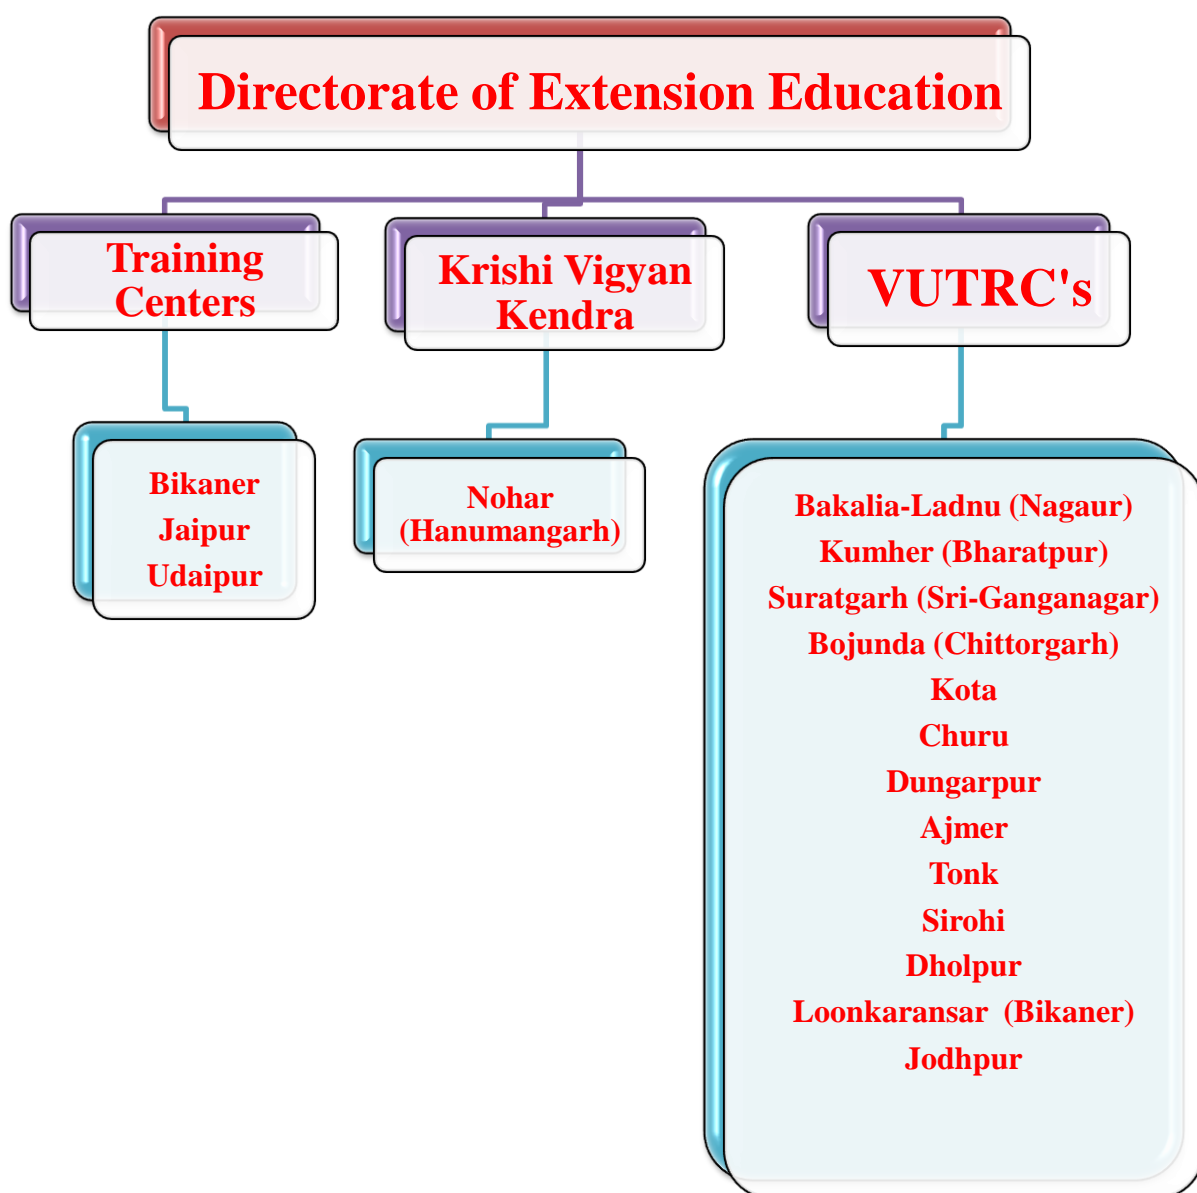 Directorate of Extension Education
Training
Centers
Krishi Vigyan
Kendra
VUTRC's
Bikaner
Jaipur
Udaipur
Nohar
(Hanumangarh)
Bakalia-Ladnu (Nagaur)
Kumher (Bharatpur)
Suratgarh (Sri-Ganganagar)
Bojunda (Chittorgarh)
Kota
Churu
Dungarpur
Ajmer
Tonk
Sirohi
Dholpur
Loonkaransar  (Bikaner)
Jodhpur